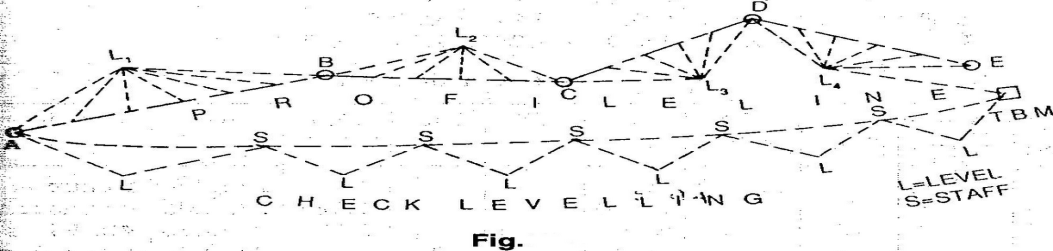 D
L₁ B L₂ E
C L₃ L₄
P R O F I L E L I N E
A TBM
S S S S S
L L L L L L
C H E C K L E V E L L I N G
L=LEVEL
S=STAFF
Fig.